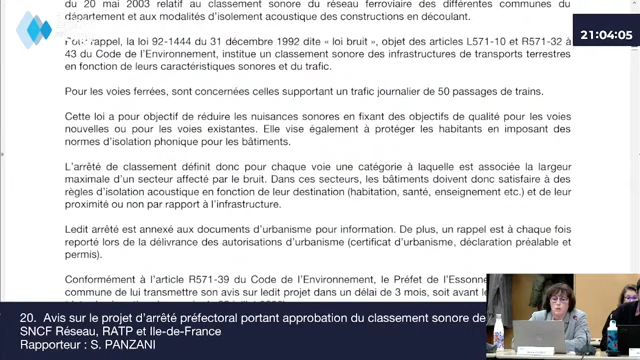 du 20 mai 2003 relatif au classement sonore du réseau ferroviaire des différentes communes du
département et aux modalités d'isolement acoustique des constructions en découlant.
rappel, la loi 92-1444 du 31 décembre 1992 dite « loi bruit », objet des articles L571-10 et R571-32 à
43 du Code de l'Environnement, institue un classement sonore des infrastructures de transports terrestres
en fonction de leurs caractéristiques sonores et du trafic.
Pour les voies ferrées, sont concernées celles supportant un trafic journalier de 50 passages de trains.
Cette loi a pour objectif de réduire les nuisances sonores en fixant des objectifs de qualité pour les voies
nouvelles ou pour les voies existantes. Elle vise également à protéger les habitants en imposant des
normes d'isolation phonique pour les bâtiments.
L'arrêté de classement définit donc pour chaque voie une catégorie à laquelle est associée la largeur
maximale d'un secteur affecté par le bruit. Dans ces secteurs, les bâtiments doivent donc satisfaire à des
règles d'isolation acoustique en fonction de leur destination (habitation, santé, enseignement etc.) et de leur
proximité ou non par rapport à l'infrastructure.
Ledit arrêté est annexé aux documents d'urbanisme pour information. De plus, un rappel est à chaque fois
reporté lors de la délivrance des autorisations d'urbanisme (certificat d'urbanisme, déclaration préalable et
permis).
Conformément à l'article R571-39 du Code de l'Environnement, le Préfet de l'Essonne
commune de lui transmettre son avis sur ledit projet dans un délai de 3 mois, soit avant le
21:04:05
20. Avis sur le projet d'arrêté préfectoral portant approbation du classement sonore de
SNCF Réseau, RATP et Ile-de-France
Rapporteur : S. PANZANI